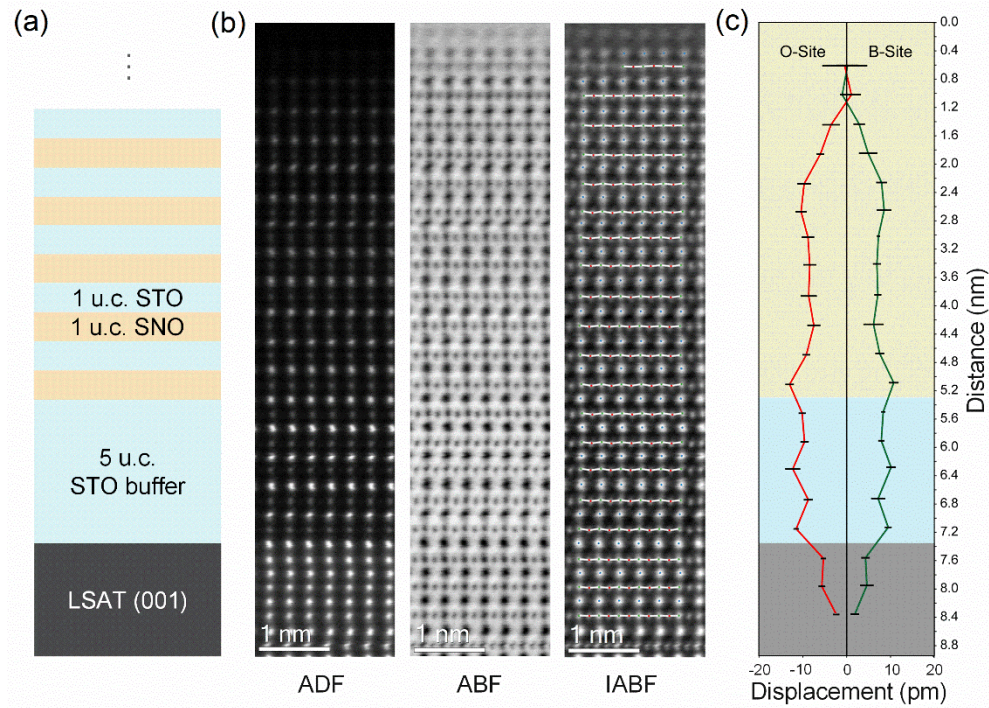 (a)
⋮
1 u.c. STO
1 u.c. SNO
5 u.c.
STO buffer
LSAT (001)
(b)
1 nm
1 nm
1 nm
ADF
ABF
IABF
(c)
O-Site
B-Site
0.0
0.4
0.8
1.2
1.6
2.0
2.4
2.8
3.2
3.6
4.0
4.4
4.8
5.2
5.6
6.0
6.4
6.8
7.2
7.6
8.0
8.4
8.8
Distance (nm)
-20 -10 0 10 20
Displacement (pm)